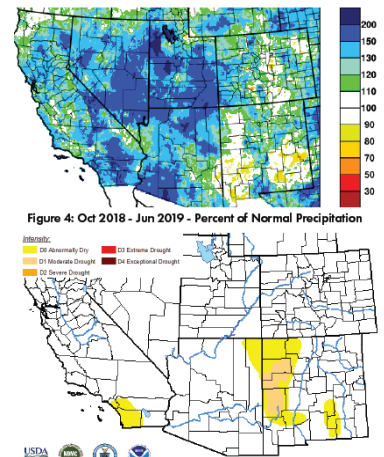 200
150
130
120
110
100
90
80
70
50
30
Figure 4: Oct 2018 - Jun 2019 - Percent of Normal Precipitation
Intensity:
D0 Abnormally Dry
D3 Extreme Drought
D1 Moderate Drought
D4 Exceptional Drought
D2 Severe Drought
USDA